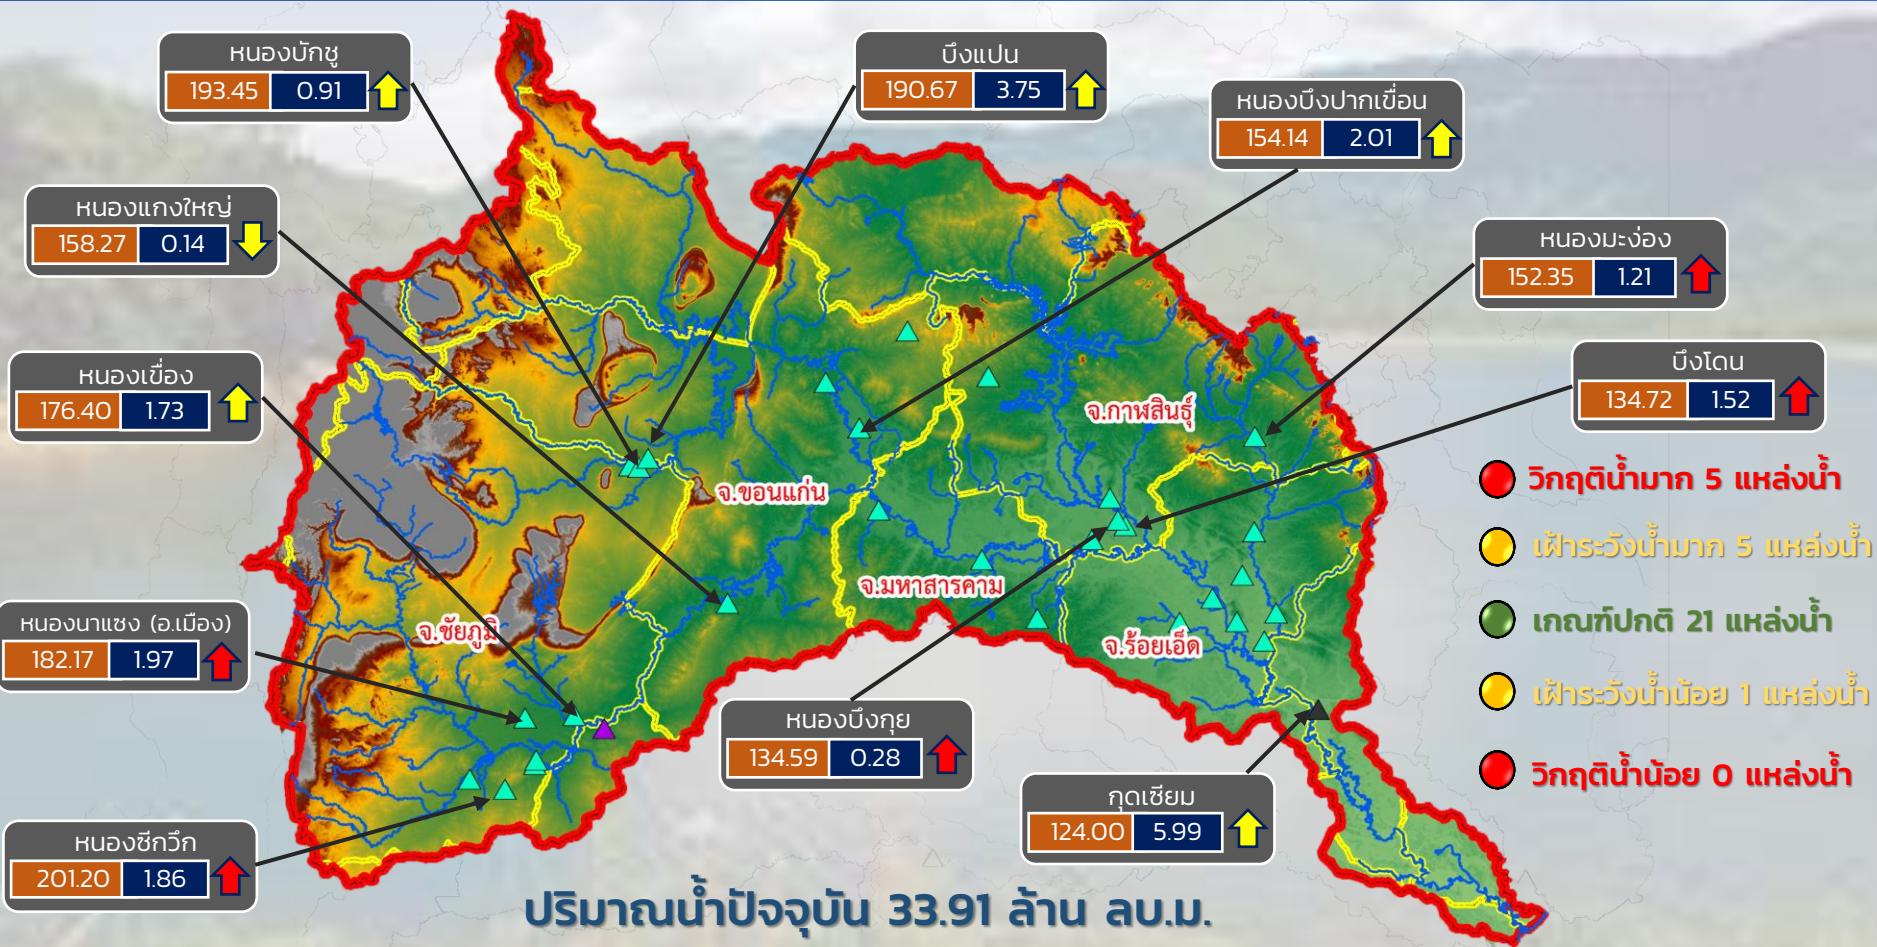 หนองบักชู
193.45 0.91
บึงแปน
190.67 3.75
หนองบึงปากเขื่อน
154.14 2.01
หนองแกงใหญ่
158.27 0.14
หนองมะง่อง
152.35 1.21
หนองเขื่อง
176.40 1.73
บึงโดน
134.72 1.52
จ.กาฬสินธุ์
จ.ขอนแก่น
จ.มหาสารคาม
จ.ชัยภูมิ
จ.ร้อยเอ็ด
วิกฤติน้ำมาก 5 แหล่งน้ำ
เฝ้าระวังน้ำมาก 5 แหล่งน้ำ
เกณฑ์ปกติ 21 แหล่งน้ำ
เฝ้าระวังน้ำน้อย 1 แหล่งน้ำ
วิกฤติน้ำน้อย 0 แหล่งน้ำ
หนองนาแซง (อ.เมือง)
182.17 1.97
หนองบึงกุย
134.59 0.28
กุดเซียม
124.00 5.99
หนองซีกวึก
201.20 1.86
ปริมาณน้ำปัจจุบัน 33.91 ล้าน ลบ.ม.